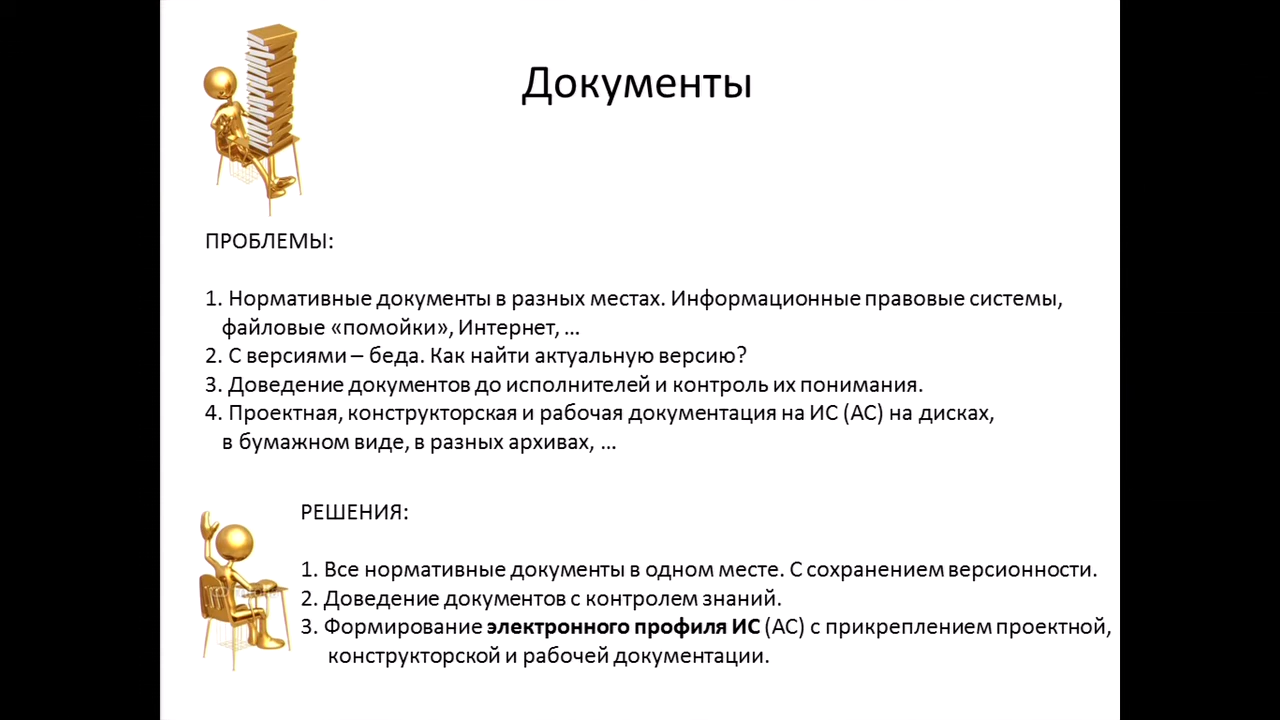 Документы
ПРОБЛЕМЫ:
1. Нормативные документы в разных местах. Информационные правовые системы,
файловые «помойки», Интернет, ...
2. С версиями – беда. Как найти актуальную версию?
3. Доведение документов до исполнителей и контроль их понимания.
4. Проектная, конструкторская и рабочая документация на ИС (АС) на дисках,
в бумажном виде, в разных архивах, ...
РЕШЕНИЯ:
1. Все нормативные документы в одном месте. С сохранением версионности.
2. Доведение документов с контролем знаний.
3. Формирование электронного профиля ИС (АС) с прикреплением проектной,
конструкторской и рабочей документации.